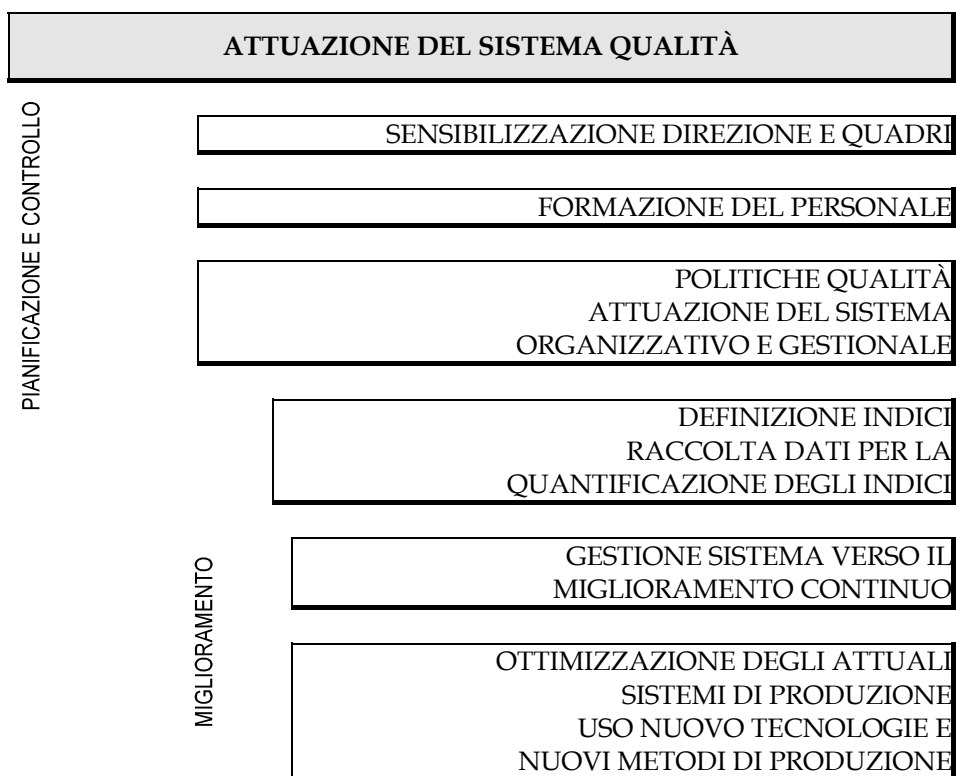 ATTUAZIONE DEL SISTEMA QUALITÀ
PIANIFICAZIONE E CONTROLLO
SENSIBILIZZAZIONE DIREZIONE E QUADRI
FORMAZIONE DEL PERSONALE
POLITICHE QUALITÀ
ATTUAZIONE DEL SISTEMA
ORGANIZZATIVO E GESTIONALE
DEFINIZIONE INDICI
RACCOLTA DATI PER LA
QUANTIFICAZIONE DEGLI INDICI
MIGLIORAMENTO
GESTIONE SISTEMA VERSO IL
MIGLIORAMENTO CONTINUO
OTTIMIZZAZIONE DEGLI ATTUALI
SISTEMI DI PRODUZIONE
USO NUOVO TECNOLOGIE E
NUOVI METODI DI PRODUZIONE